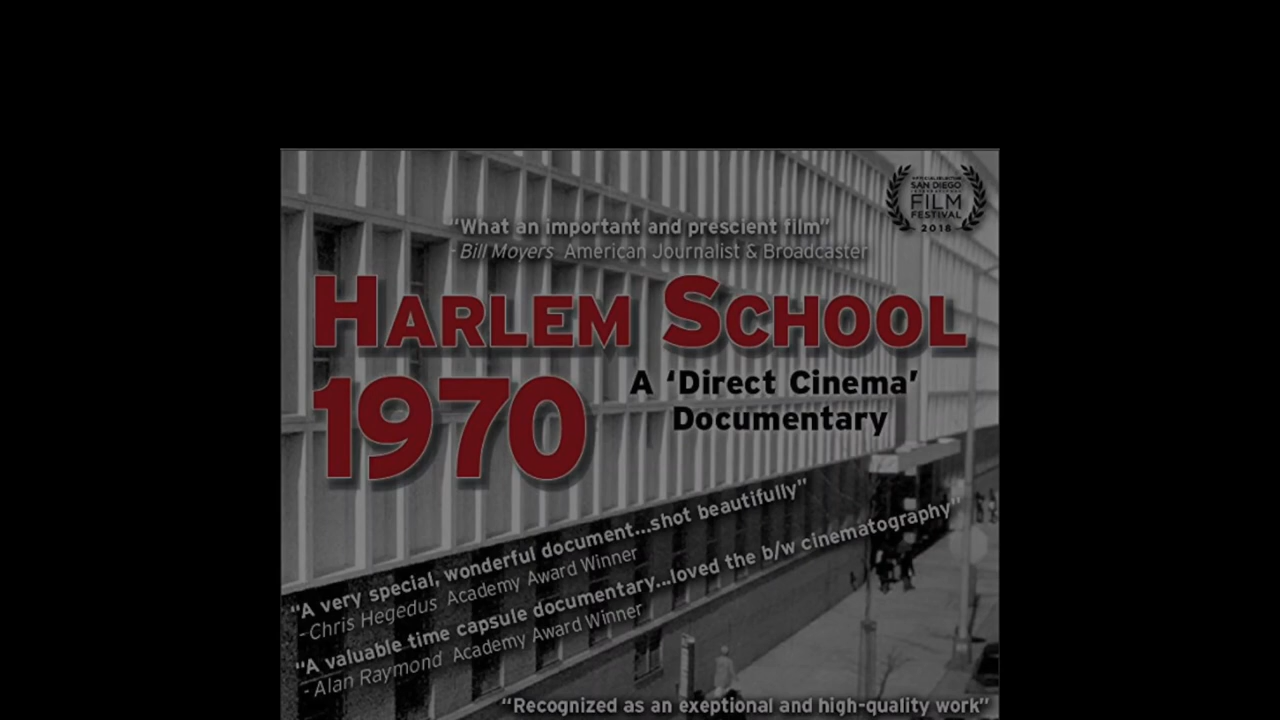 SAN DIEGO
FILM
FESTIVAL
2018
“What an important and prescient film”
- Bill Moyers American Journalist & Broadcaster
HARLEM SCHOOL
1970
A ‘Direct Cinema’
Documentary
“A very special, wonderful document...shot beautifully”
- Chris Hegedus Academy Award Winner
“A valuable time capsule documentary...loved the b/w cinematography”
- Alan Raymond Academy Award Winner
“Recognized as an exeptional and high-quality work”